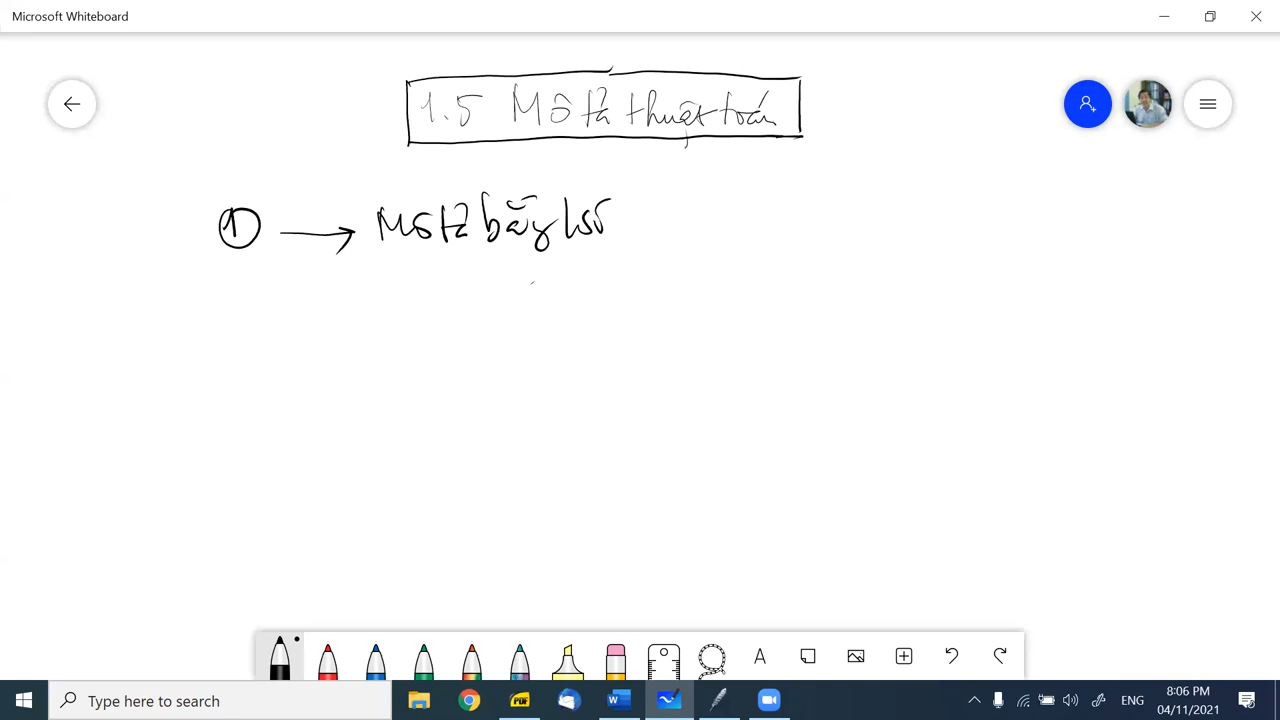 Microsoft Whiteboard
1.5 Mô tả thuật toán
1 → Mô tả bằng
A
Type here to search
PDF
W
ENG
8:06 PM
04/11/2021